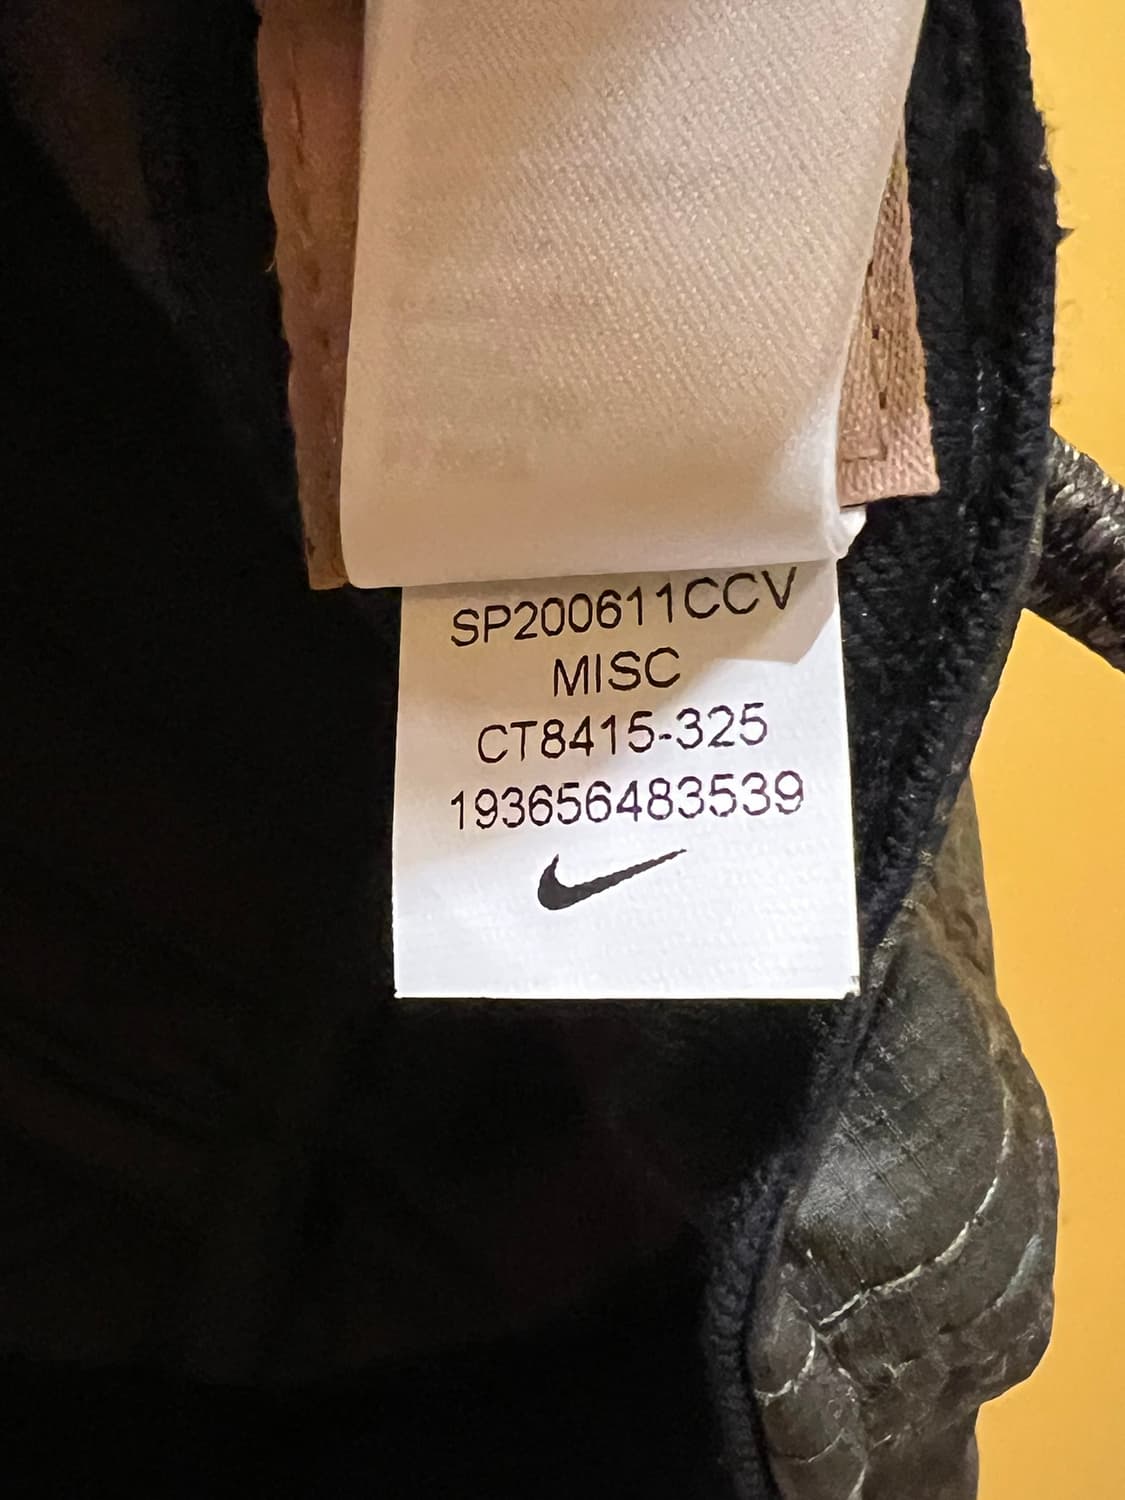 SP200611CCV
MISC
CT8415-325
193656483539